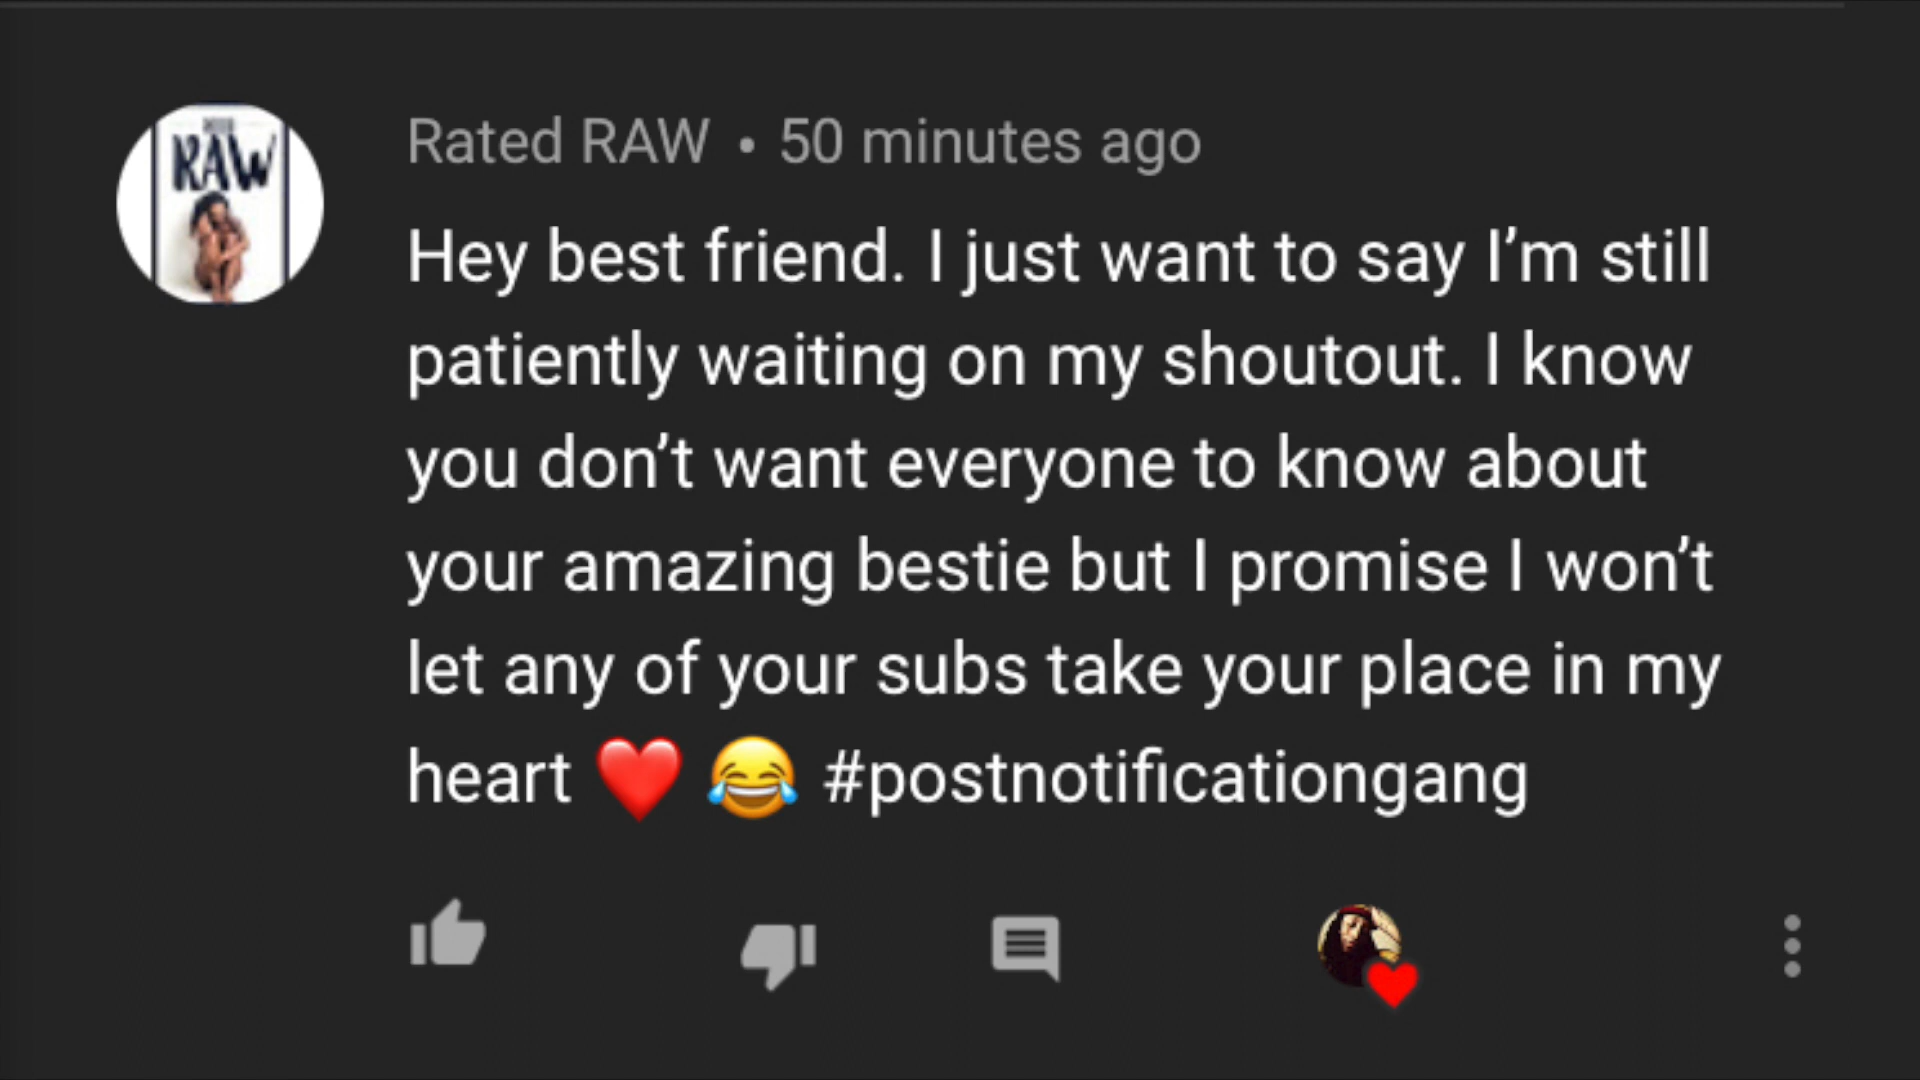 RAW
Rated RAW • 50 minutes ago
Hey best friend. I just want to say I’m still
patiently waiting on my shoutout. I know
you don’t want everyone to know about
your amazing bestie but I promise I won’t
let any of your subs take your place in my
heart ❤️ 😂 #postnotificationgang